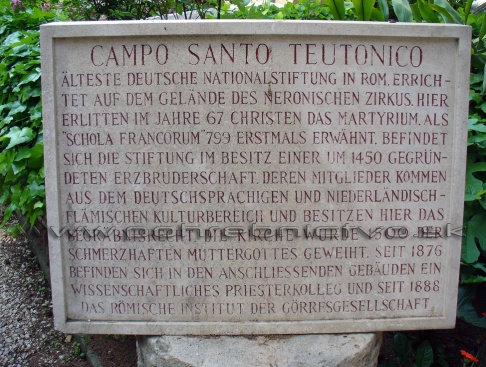 CAMPO SANTO TEUTONICO
ÄLTESTE DEUTSCHE NATIONALSTIFTUNG IN ROM, ERRICH-
TET AUF DEM GELÄNDE DES NERONISCHEN ZIRKUS. HIER
ERLITTEN IM JAHRE 67 CHRISTEN DAS MARTYRIUM. ALS
"SCHOLA FRANCORUM" 799 ERSTMALS ERWÄHNT, BEFINDET
SICH DIE STIFTUNG IM BESITZ EINER UM 1450 GEGRÜN-
DETEN ERZBRUDERSCHAFT, DEREN MITGLIEDER KOMMEN
AUS DEM DEUTSCHSPRACHIGEN UND NIEDERLÄNDISCH-
FLÄMISCHEN KULTURBEREICH UND BESITZEN HIER DAS
BEGRÄBNISRECHT. DIE KIRCHE WURDE 1500 DER
SCHMERZHAFTEN MUTTERGOTTES GEWEIHT. SEIT 1876
BEFINDEN SICH IN DEN ANSCHLIESSENDEN GEBÄUDEN EIN
WISSENSCHAFTLICHES PRIESTERKOLLEG UND SEIT 1888
DAS RÖMISCHE INSTITUT DER GÖRRESGESELLSCHAFT.